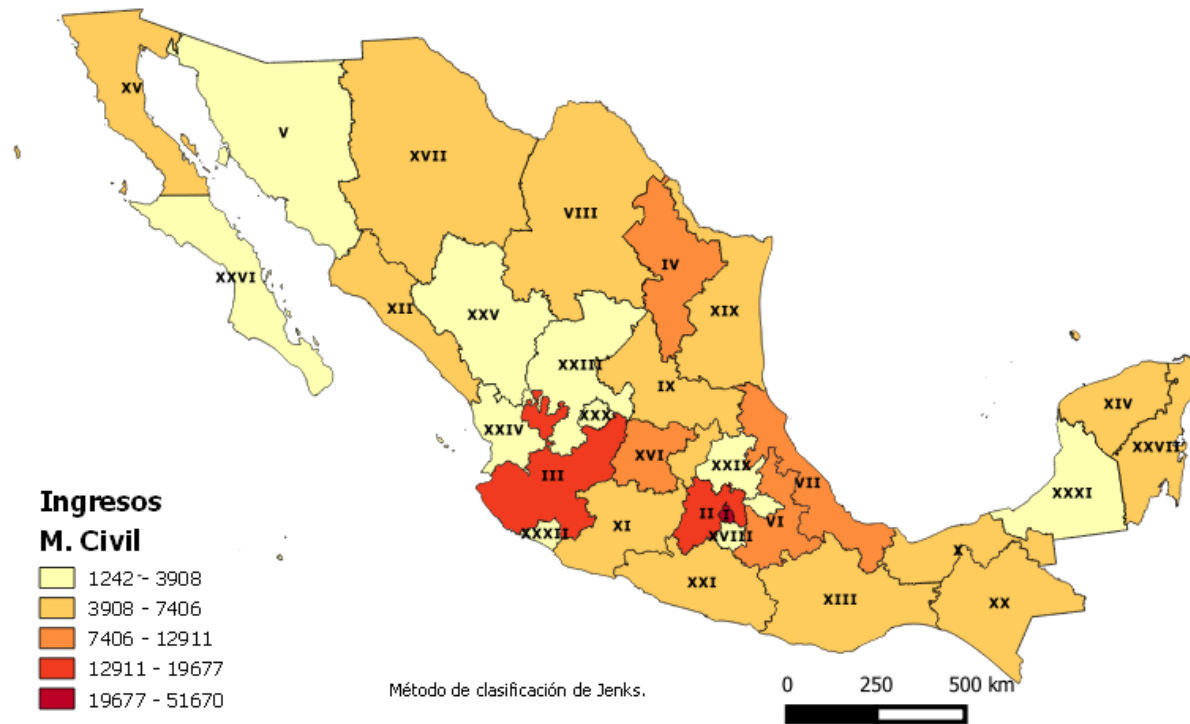 XV
V
XVII
VIII
IV
XXVI
XII
XXV
XIX
XXIII
IX
XXIV
XXX
XIV
XVI
XXIX
XXVII
III
VII
XXXI
II
I
VI
XXXII
XI
XVIII
X
XXI
XIII
XX
Ingresos
M. Civil
1242 - 3908
3908 - 7406
7406 - 12911
12911 - 19677
19677 - 51670
Método de clasificación de Jenks.
0 250 500 km